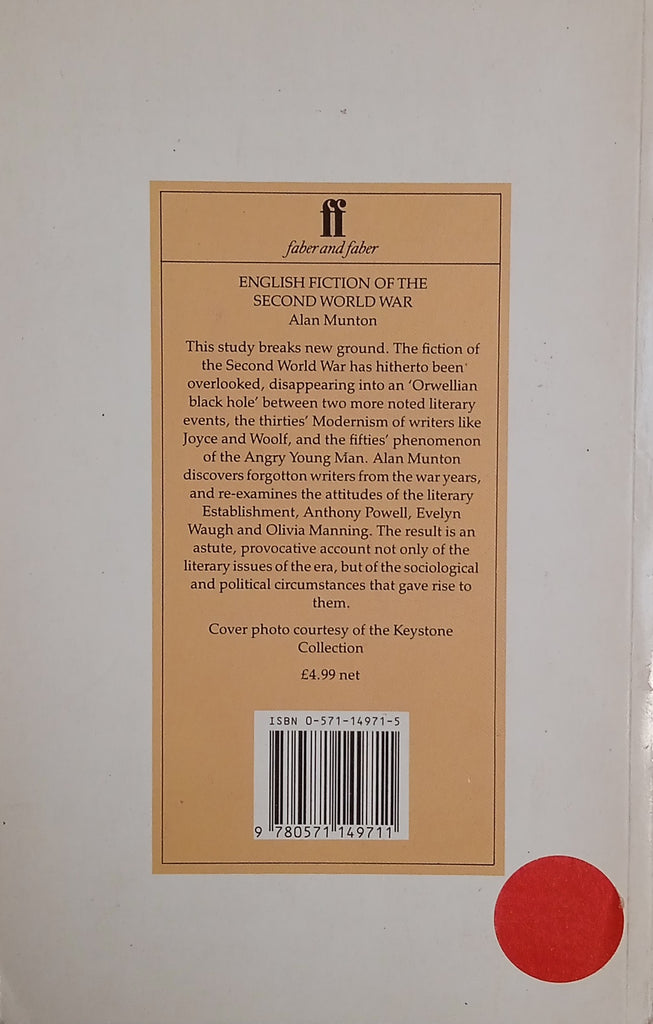 ff
faber and faber
ENGLISH FICTION OF THE
SECOND WORLD WAR
Alan Munton
This study breaks new ground. The fiction of
the Second World War has hitherto been
overlooked, disappearing into an ‘Orwellian
black hole’ between two more noted literary
events, the thirties’ Modernism of writers like
Joyce and Woolf, and the fifties’ phenomenon
of the Angry Young Man. Alan Munton
discovers forgotton writers from the war years,
and re-examines the attitudes of the literary
Establishment, Anthony Powell, Evelyn
Waugh and Olivia Manning. The result is an
astute, provocative account not only of the
literary issues of the era, but of the sociological
and political circumstances that gave rise to
them.
Cover photo courtesy of the Keystone
Collection
£4.99 net
ISBN 0-571-14971-5
9 780571 149711